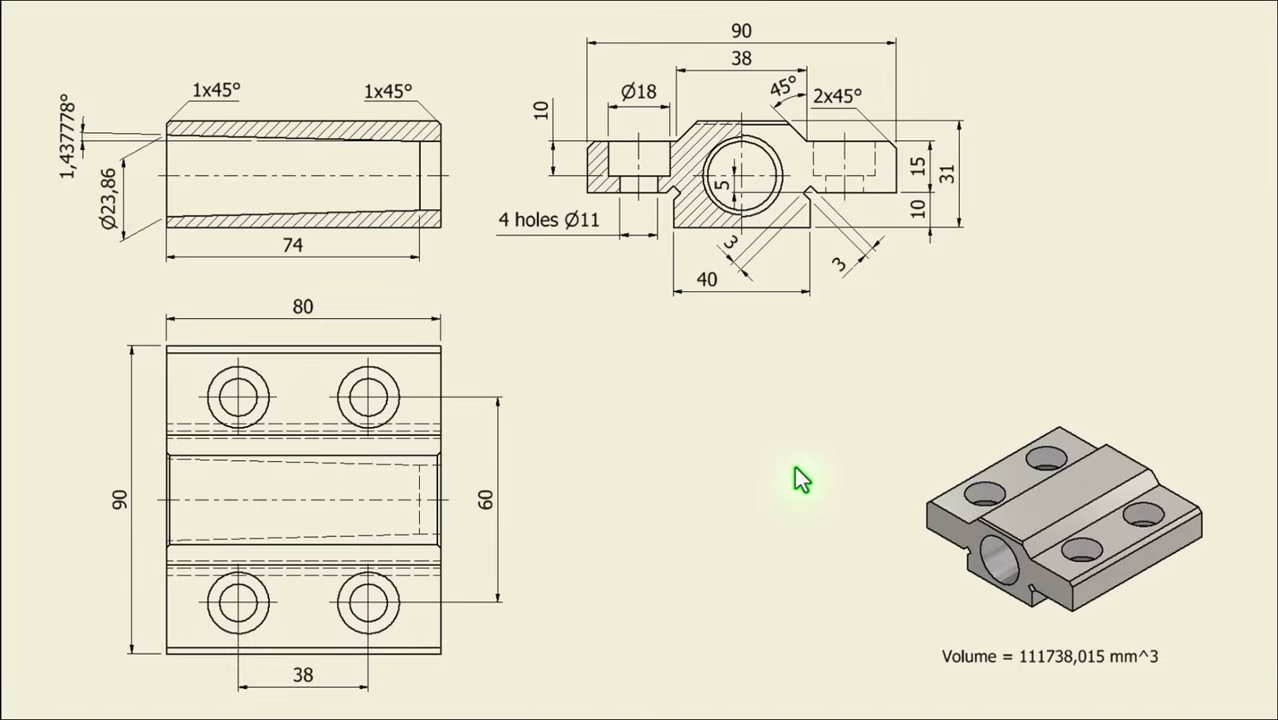 1x45°
1x45°
1,437778°
Ø23,86
74
90
38
45°
2x45°
Ø18
10
5
15
31
10
4 holes Ø11
3
3
40
80
90
60
38
Volume = 111738,015 mm^3